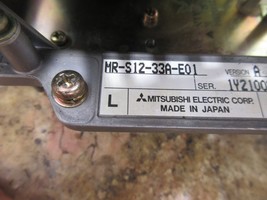 MR-S12-33A-E01 VERSION A
SER. 1Y2100
L MITSUBISHI ELECTRIC CORP.
MADE IN JAPAN